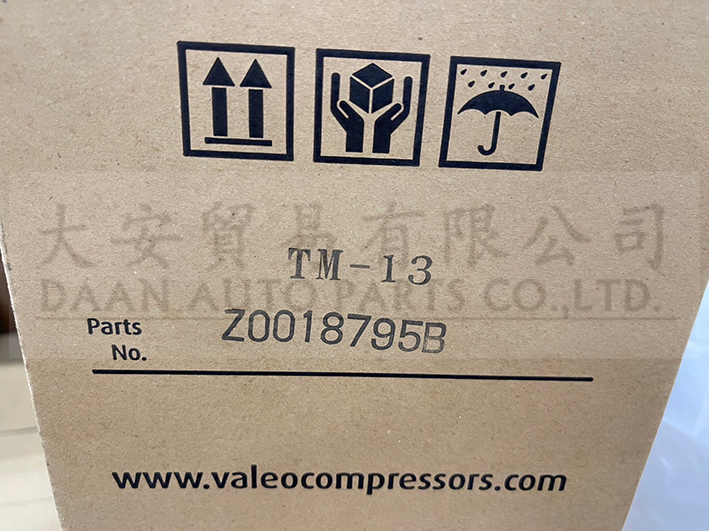 大安貿易有限公司
TM-13
DAAN AUTO PARTS CO.,LTD.
Parts No. Z0018795B
www.valeocompressors.com